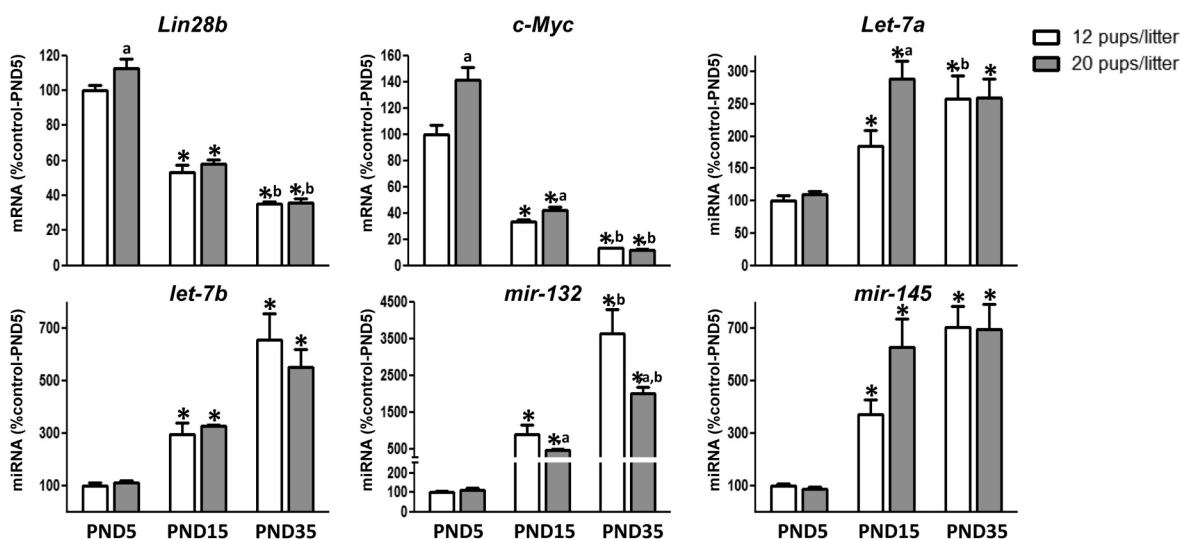 Lin28b
c-Myc
Let-7a
12 pups/litter
20 pups/litter
mRNA (%control-PND5)
120
100
80
60
40
20
0
a
* *
*,b *,b
mRNA (%control-PND5)
160
140
120
100
80
60
40
20
0
a
* *,a
*,b *,b
miRNA (%control-PND5)
300
250
200
150
100
50
0
* *,a
*,b *
let-7b
mir-132
mir-145
miRNA (%control-PND5)
700
500
300
100
* *
* *
PND5 PND15 PND35
miRNA (%control-PND5)
4500
3500
2500
1500
500
200
100
0
* *,a
*,b *a,b
PND5 PND15 PND35
miRNA (%control-PND5)
700
500
300
100
* *
* *
PND5 PND15 PND35